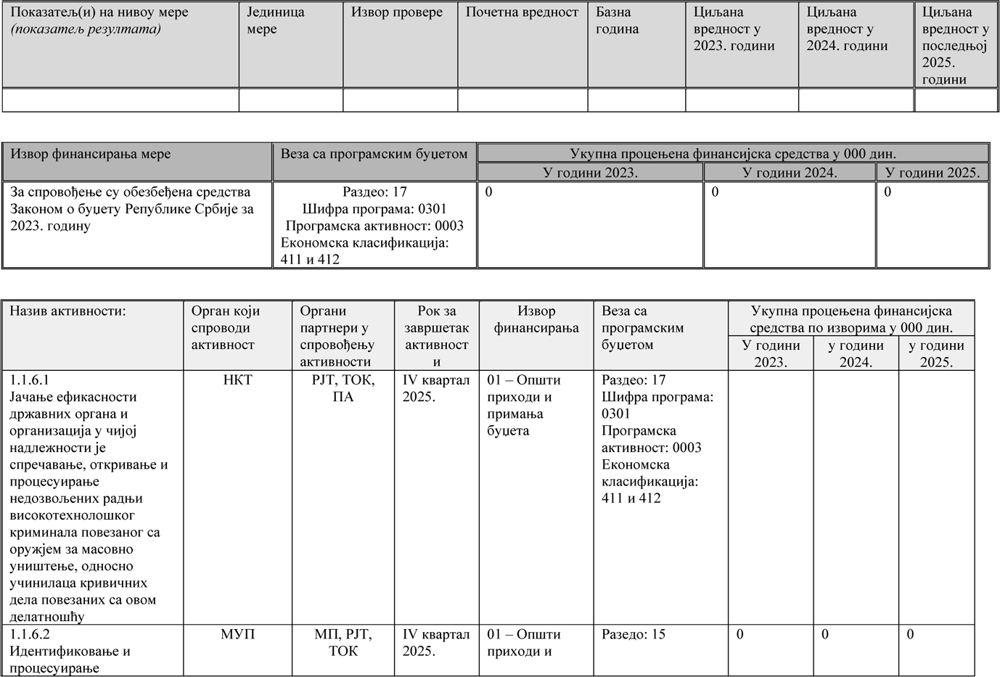 Показатељ(и) на нивоу мере
(показатељ резултата)
Јединица
мере
Извор провере
Почетна вредност
Базна
година
Циљана
вредност у
2023. години
Циљана
вредност у
2024. години
Циљана
вредност у
последњој
2025.
години
Извор финансирања мере
Веза са програмским буџетом
Укупна процењена финансијска средства у 000 дин.
У години 2023.
У години 2024.
У години 2025.
За спровођење су обезбеђена средства
Законом о буџету Републике Србије за
2023. годину
Раздео: 17
Шифра програма: 0301
Програмска активност: 0003
Економска класификација:
411 и 412
0
0
0
Назив активности:
Орган који
спроводи
активност
Органи
партнери у
спровођењу
активности
Рок за
завршетак
активност
и
Извор
финансирања
Веза са
програмским
буџетом
Укупна процењена финансијска
средства по изворима у 000 дин.
У години
2023.
у години
2024.
у години
2025.
1.1.6.1
Јачање ефикасности
државних органа и
организација у чијој
надлежности је
спречавање, откривање и
процесуирање
недозвољених радњи
високотехнолошког
криминала повезаног са
оружјем за масовно
уништење, односно
учинилаца кривичних
дела повезаних са овом
делатношћу
НКТ
РЈТ, ТОК,
ПА
IV квартал
2025.
01 – Општи
приходи и
примања
буџета
Раздео: 17
Шифра програма:
0301
Програмска
активност: 0003
Економска
класификација:
411 и 412
1.1.6.2
Идентификовање и
процесуирање
МУП
МП, РЈТ,
ТОК
IV квартал
2025.
01 – Општи
приходи и
Разедо: 15
0
0
0